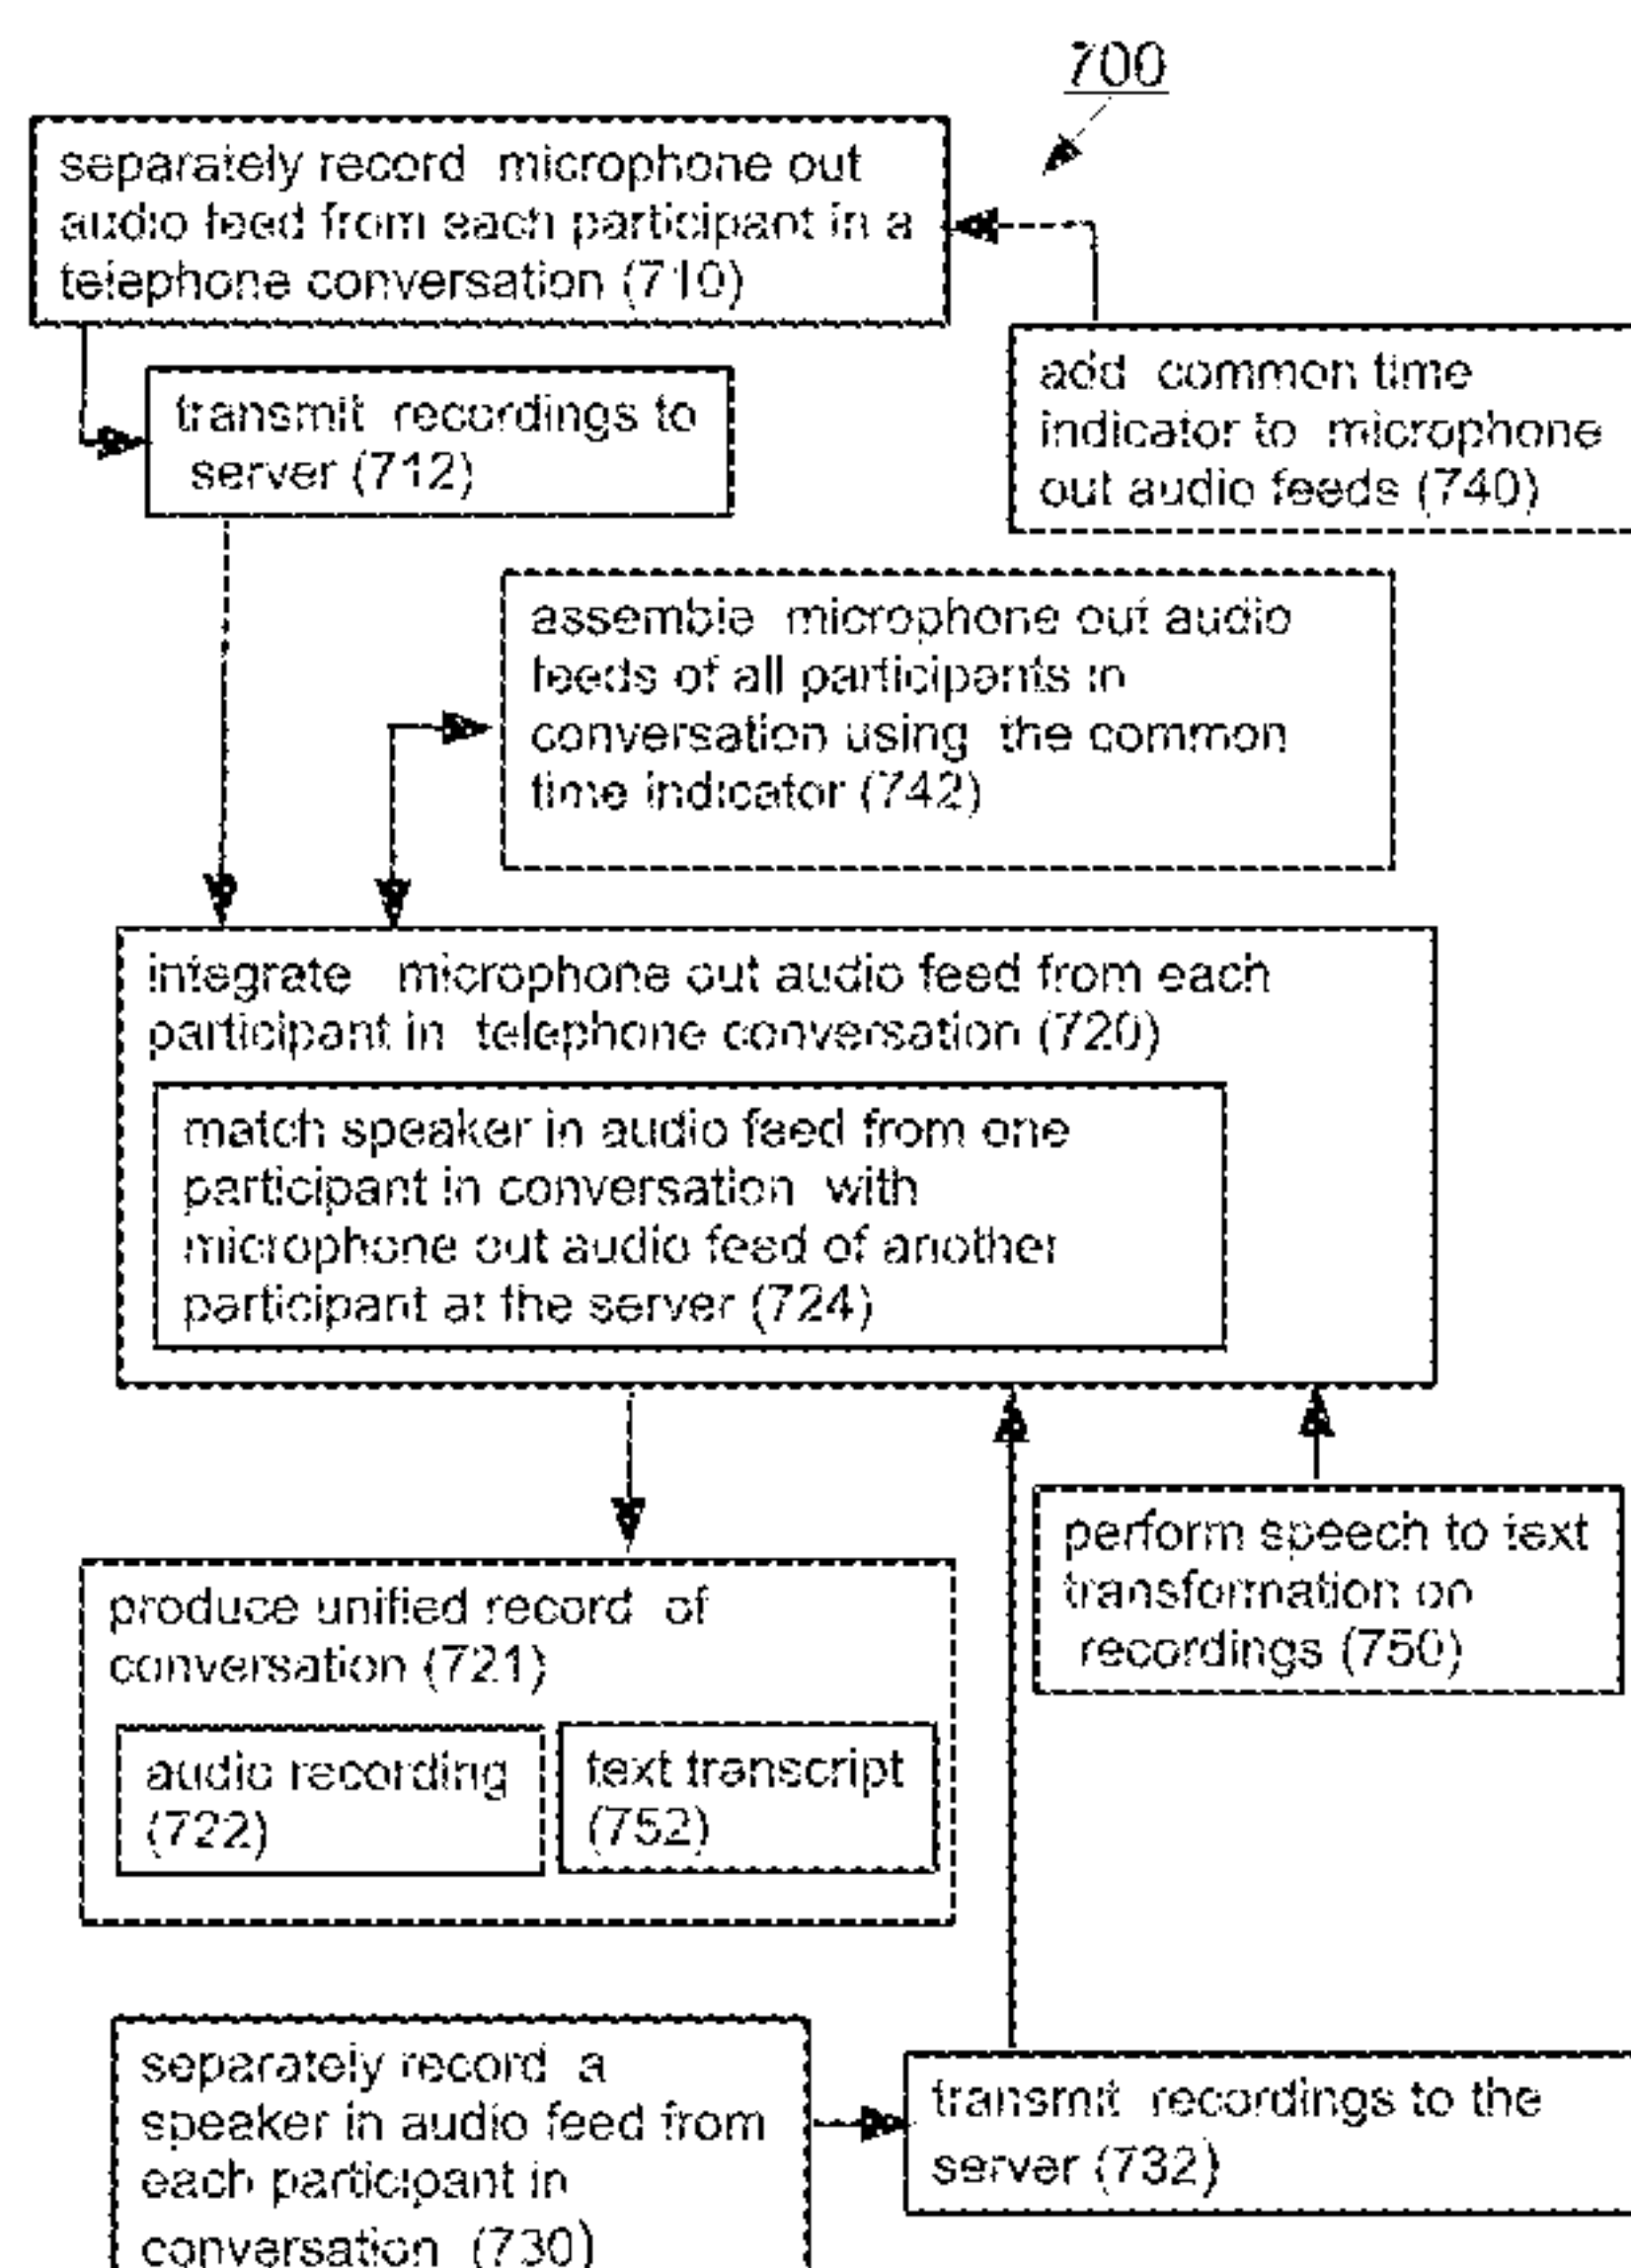 700
separately record microphone out
audio feed from each participant in a
telephone conversation (710)
transmit recordings to
server (712)
add common time
indicator to microphone
out audio feeds (740)
assemble microphone out audio
feeds of all participants in
conversation using the common
time indicator (742)
integrate microphone out audio feed from each
participant in telephone conversation (720)
match speaker in audio feed from one
participant in conversation with
microphone out audio feed of another
participant at the server (724)
perform speech to text
transformation on
recordings (750)
produce unified record of
conversation (721)
audio recording
(722)
text transcript
(752)
separately record a
speaker in audio feed from
each participant in
conversation (730)
transmit recordings to the
server (732)